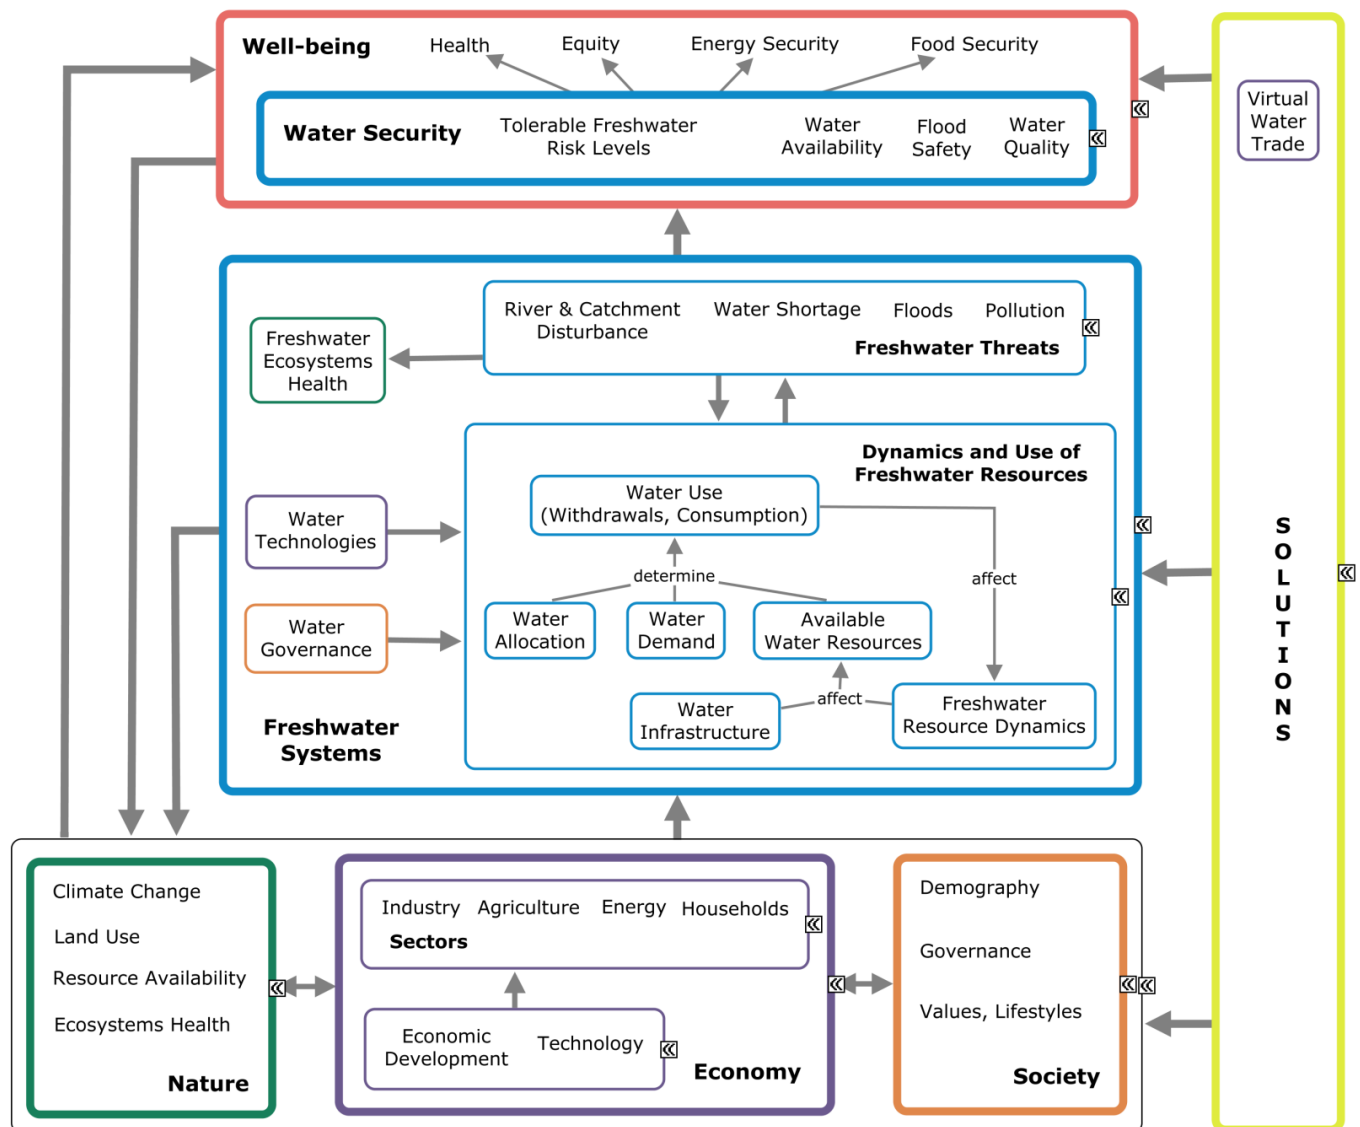 Well-being
Health
Equity
Energy Security
Food Security
Water Security
Tolerable Freshwater
Risk Levels
Water
Availability
Flood
Safety
Water
Quality
Virtual
Water
Trade
River & Catchment
Disturbance
Water Shortage
Floods
Pollution
Freshwater Threats
Freshwater
Ecosystems
Health
Dynamics and Use of
Freshwater Resources
Water Use
(Withdrawals, Consumption)
Water
Technologies
determine
affect
Water
Allocation
Water
Demand
Available
Water Resources
Water
Governance
affect
Water
Infrastructure
Freshwater
Resource Dynamics
Freshwater
Systems
SOLUTIONS
Climate Change
Land Use
Resource Availability
Ecosystems Health
Nature
Industry
Agriculture
Energy
Households
Sectors
Economic
Development
Technology
Economy
Demography
Governance
Values, Lifestyles
Society